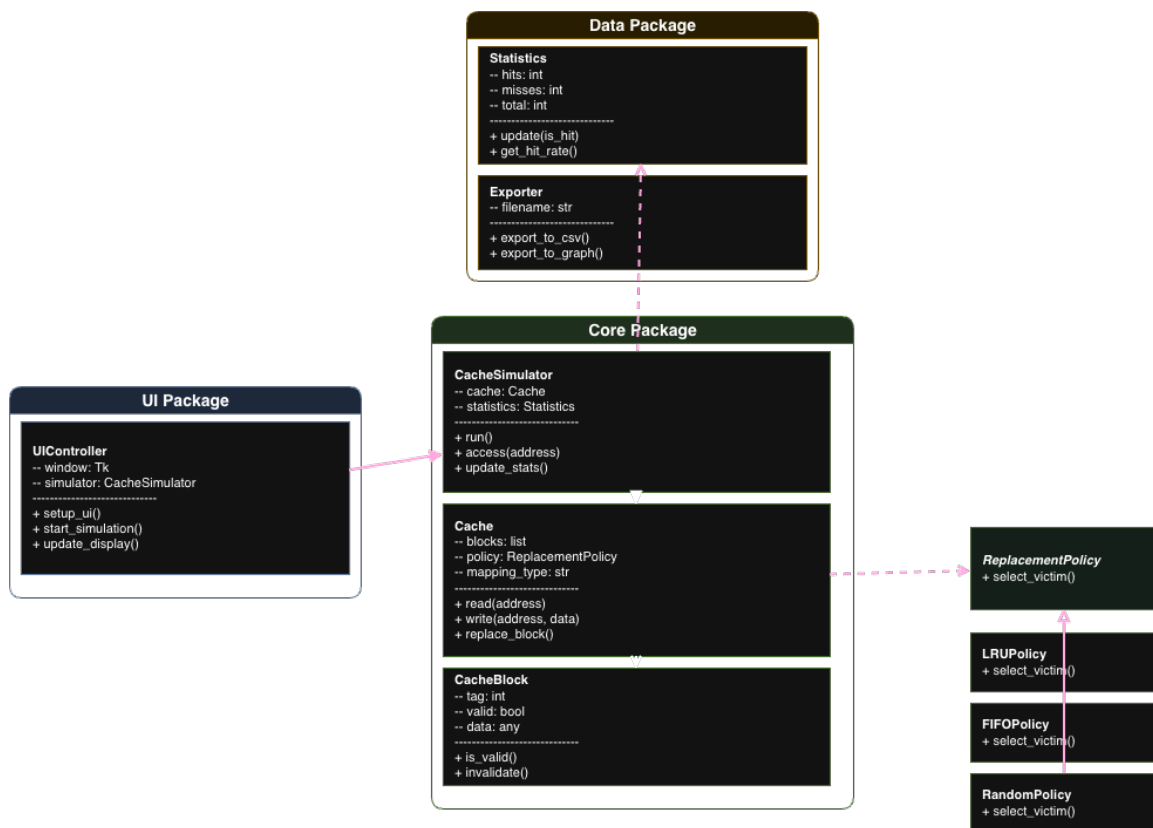 Data Package
Statistics
-- hits: int
-- misses: int
-- total: int
-----------------------------
+ update(is_hit)
+ get_hit_rate()
Exporter
-- filename: str
-----------------------------
+ export_to_csv()
+ export_to_graph()
Core Package
CacheSimulator
-- cache: Cache
-- statistics: Statistics
-----------------------------
+ run()
+ access(address)
+ update_stats()
Cache
-- blocks: list
-- policy: ReplacementPolicy
-- mapping_type: str
-----------------------------
+ read(address)
+ write(address, data)
+ replace_block()
CacheBlock
-- tag: int
-- valid: bool
-- data: any
-----------------------------
+ is_valid()
+ invalidate()
UI Package
UIController
-- window: Tk
-- simulator: CacheSimulator
-----------------------------
+ setup_ui()
+ start_simulation()
+ update_display()
ReplacementPolicy
+ select_victim()
LRUPolicy
+ select_victim()
FIFOPolicy
+ select_victim()
RandomPolicy
+ select_victim()